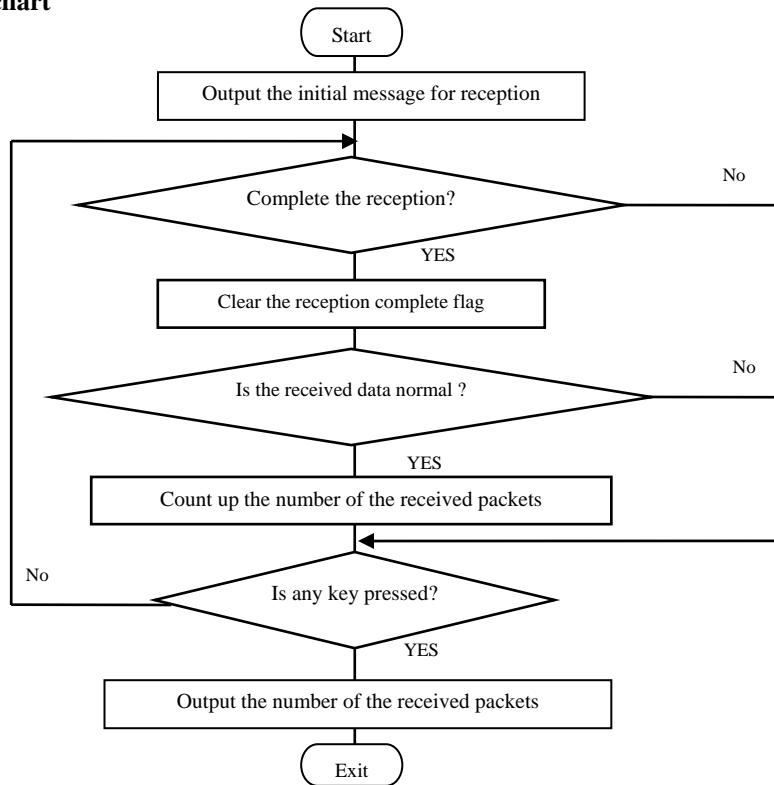 chart
Start
Output the initial message for reception
Complete the reception?
No
YES
Clear the reception complete flag
Is the received data normal ?
No
YES
Count up the number of the received packets
No
Is any key pressed?
YES
Output the number of the received packets
Exit